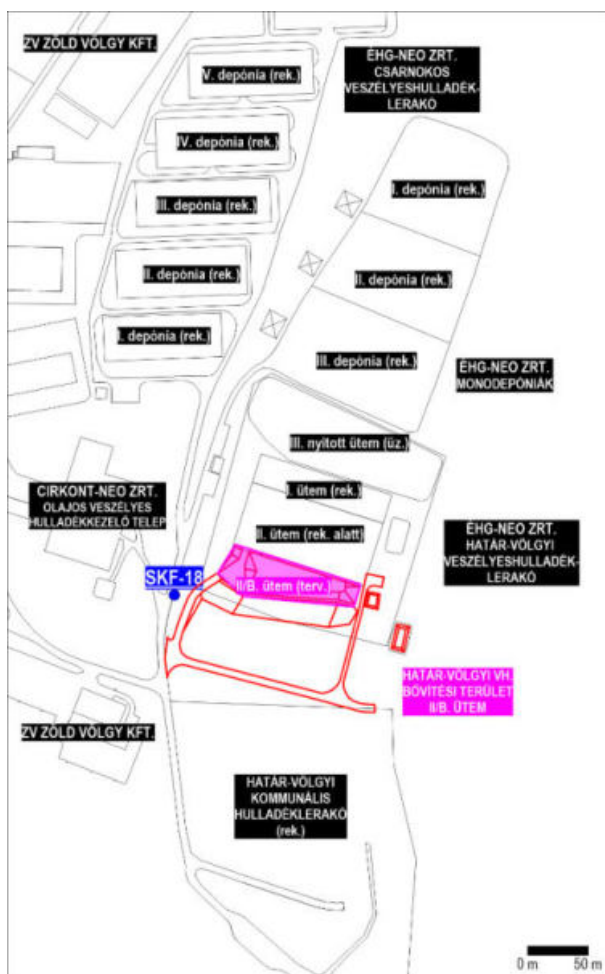 ZV ZÖLD VÖLGY KFT.
ÉHG-NEO ZRT.
CSARNOKOS
VESZÉLYESHULLADÉK-
LERAKÓ
V. depónia (rek.)
IV. depónia (rek.)
III. depónia (rek.)
II. depónia (rek.)
I. depónia (rek.)
I. depónia (rek.)
II. depónia (rek.)
III. depónia (rek.)
ÉHG-NEO ZRT.
MONODEPÓNIÁK
III. nyitott ütem (üz.)
I. ütem (rek.)
II. ütem (rek. alatt)
CIRKONT-NEO ZRT.
OLAJOS VESZÉLYES
HULLADÉKKEZELŐ TELEP
ÉHG-NEO ZRT.
HATÁR-VÖLGYI
VESZÉLYESHULLADÉK-
LERAKÓ
SKF-18
II/B. ütem (terv.)
HATÁR-VÖLGYI VH.
BŐVÍTÉSI TERÜLET
II/B. ÜTEM
ZV ZÖLD VÖLGY KFT.
HATÁR-VÖLGYI
KOMMUNÁLIS
HULLADÉKLERAKÓ
(rek.)
0 m 50 m